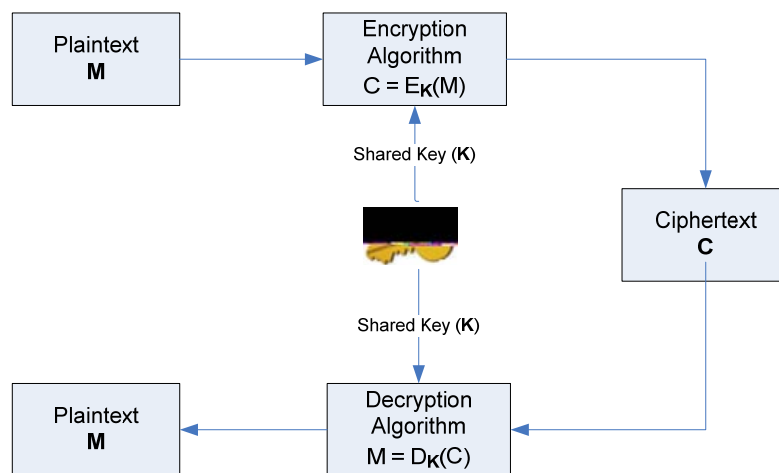 Plaintext
M
Encryption
Algorithm
C = E𝐊(M)
Shared Key (K)
Ciphertext
C
Shared Key (K)
Decryption
Algorithm
M = D𝐊(C)
Plaintext
M